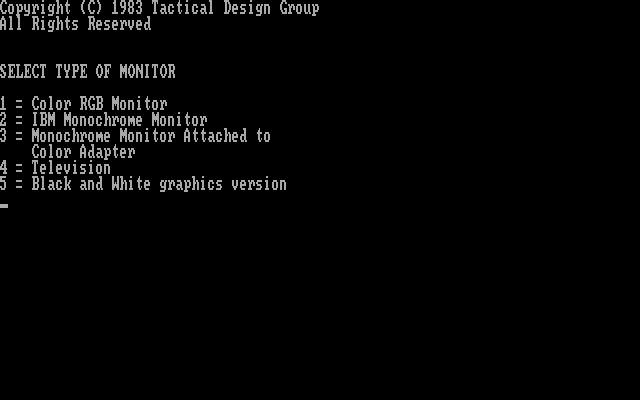 Copyright (C) 1983 Tactical Design Group
All Rights Reserved
SELECT TYPE OF MONITOR
1 = Color RGB Monitor
2 = IBM Monochrome Monitor
3 = Monochrome Monitor Attached to
Color Adapter
4 = Television
5 = Black and White graphics version